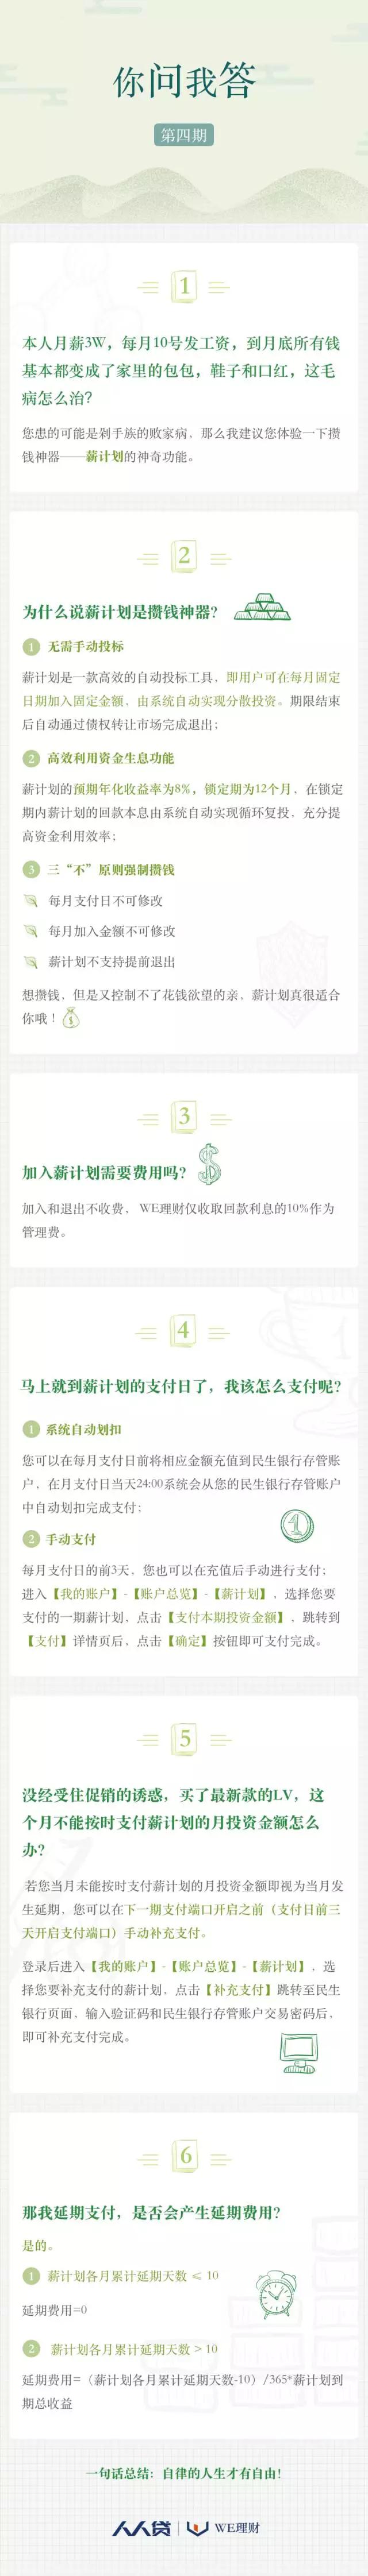 你问我答
第四期
1
本人月薪3W，每月10号发工资，到月底所有钱
基本都变成了家里的包包，鞋子和口红，这毛
病怎么治？
您患的可能是剁手族的败家病，那么我建议您体验一下攒
钱神器——薪计划的神奇功能。
2
为什么说薪计划是攒钱神器？
1 无需手动投标
薪计划是一款高效的自动投标工具，即用户可在每月固定
日期加入固定金额，由系统自动实现分散投资。期限结束
后自动通过债权转让市场完成退出；
2 高效利用资金生息功能
薪计划的预期年化收益率为8%，锁定期为12个月，在锁定
期内薪计划的回款本息由系统自动实现循环复投，充分提
高资金利用效率；
3 三“不”原则强制攒钱
每月支付日不可修改
每月加入金额不可修改
薪计划不支持提前退出
想攒钱，但是又控制不了花钱欲望的亲，薪计划真很适合
你哦！
3
加入薪计划需要费用吗？
加入和退出不收费，WE理财仅收取回款利息的10%作为
管理费。
4
马上就到薪计划的支付日了，我该怎么支付呢？
1 系统自动划扣
您可以在每月支付日前将相应金额充值到民生银行存管账
户，在月支付日当天24:00系统会从您的民生银行存管账户
中自动划扣完成支付；
2 手动支付
每月支付日的前3天，您也可以在充值后手动进行支付；
进入【我的账户】-【账户总览】-【薪计划】，选择您要
支付的一期薪计划，点击【支付本期投资金额】，跳转到
【支付】详情页后，点击【确定】按钮即可支付完成。
5
没经受住促销的诱惑，买了最新款的LV，这
个月不能按时支付薪计划的月投资金额怎么
办？
若您当月未能按时支付薪计划的月投资金额即视为当月发
生延期，您可以在下一期支付端口开启之前（支付日前三
天开启支付端口）手动补充支付。
登录后进入【我的账户】-【账户总览】-【薪计划】，选
择您要补充支付的薪计划，点击【补充支付】跳转至民生
银行页面，输入验证码和民生银行存管账户交易密码后，
即可补充支付完成。
6
那我延期支付，是否会产生延期费用？
是的。
1 薪计划各月累计延期天数 ≤ 10
延期费用=0
2 薪计划各月累计延期天数 > 10
延期费用=（薪计划各月累计延期天数-10）/365*薪计划到
期总收益
一句话总结：自律的人生才有自由！
人人贷 | WE理财